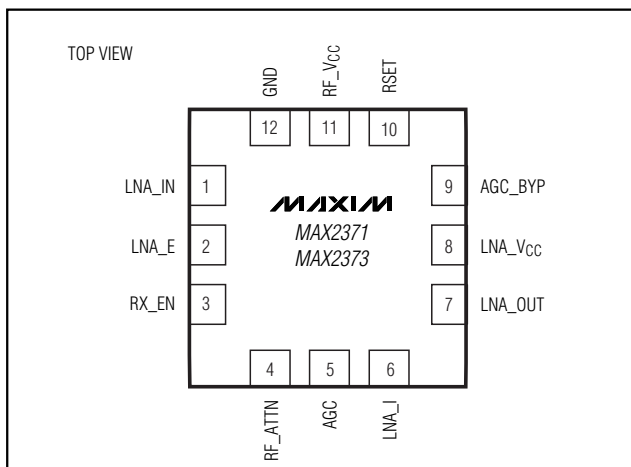 TOP VIEW
GND
RF_VCC
RSET
12
11
10
LNA_IN
1
9
AGC_BYP
MAXIM
MAX2371
MAX2373
LNA_E
2
8
LNA_VCC
RX_EN
3
7
LNA_OUT
4
5
6
RF_ATTN
AGC
LNA_I